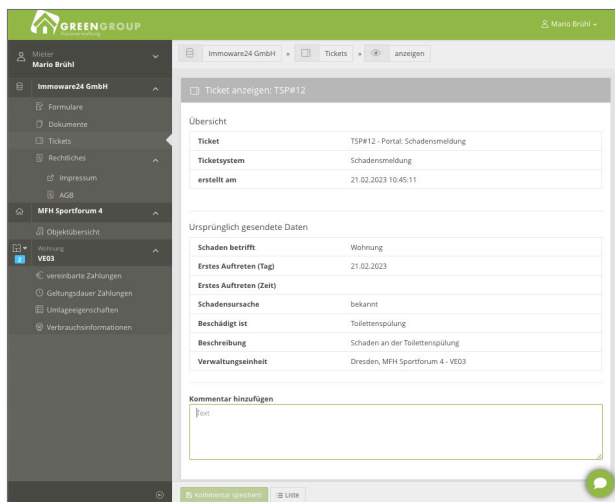 GREENGROUP
Hausverwaltung
Mario Brühl
Mieter
Mario Brühl
Immoware24 GmbH
Formulare
Dokumente
Tickets
Rechtliches
Impressum
AGB
MFH Sportforum 4
Objektübersicht
Wohnung
2 VE03
vereinbarte Zahlungen
Geltungsdauer Zahlungen
Umlageeigenschaften
Verbrauchsinformationen
Immoware24 GmbH » Tickets » anzeigen
Ticket anzeigen: TSP#12
Übersicht
Ticket TSP#12 - Portal: Schadensmeldung
Ticketsystem Schadensmeldung
erstellt am 21.02.2023 10:45:11
Ursprünglich gesendete Daten
Schaden betrifft Wohnung
Erstes Auftreten (Tag) 21.02.2023
Erstes Auftreten (Zeit)
Schadensursache bekannt
Beschädigt ist Toilettenspülung
Beschreibung Schaden an der Toilettenspülung
Verwaltungseinheit Dresden, MFH Sportforum 4 - VE03
Kommentar hinzufügen
Text
Kommentar speichern Liste